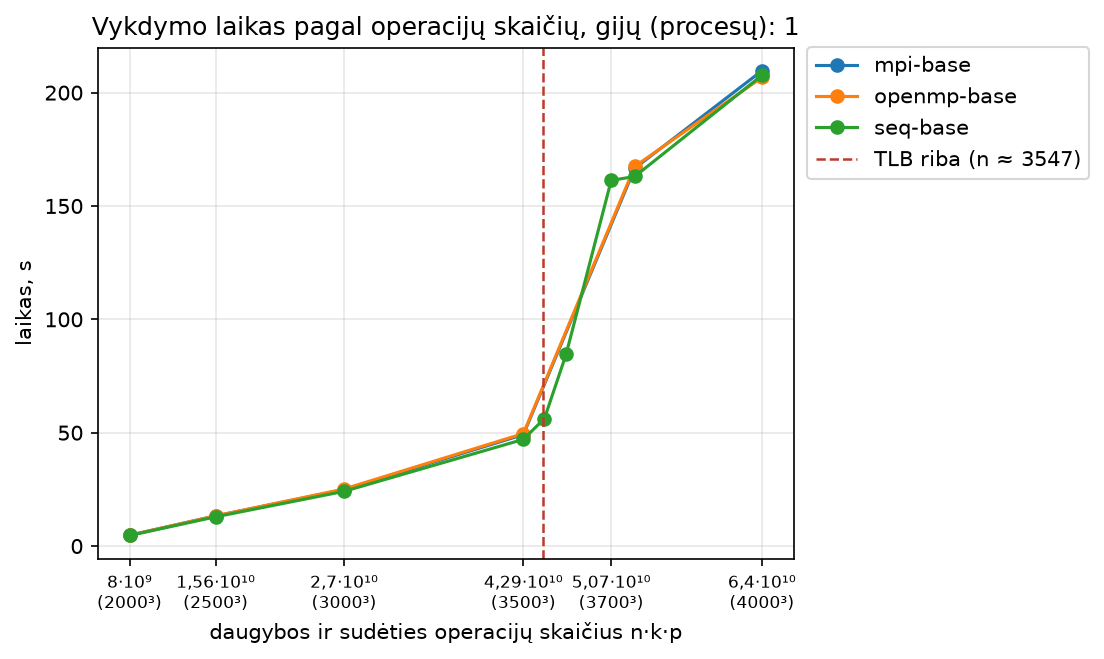 Vykdymo laikas pagal operacijų skaičių, gijų (procesų): 1
mpi-base
openmp-base
seq-base
TLB riba (n ≈ 3547)
laikas, s
200
150
100
50
0
8·10⁹ 1,56·10¹⁰ 2,7·10¹⁰ 4,29·10¹⁰ 5,07·10¹⁰ 6,4·10¹⁰
(2000³) (2500³) (3000³) (3500³) (3700³) (4000³)
daugybos ir sudėties operacijų skaičius n·k·p